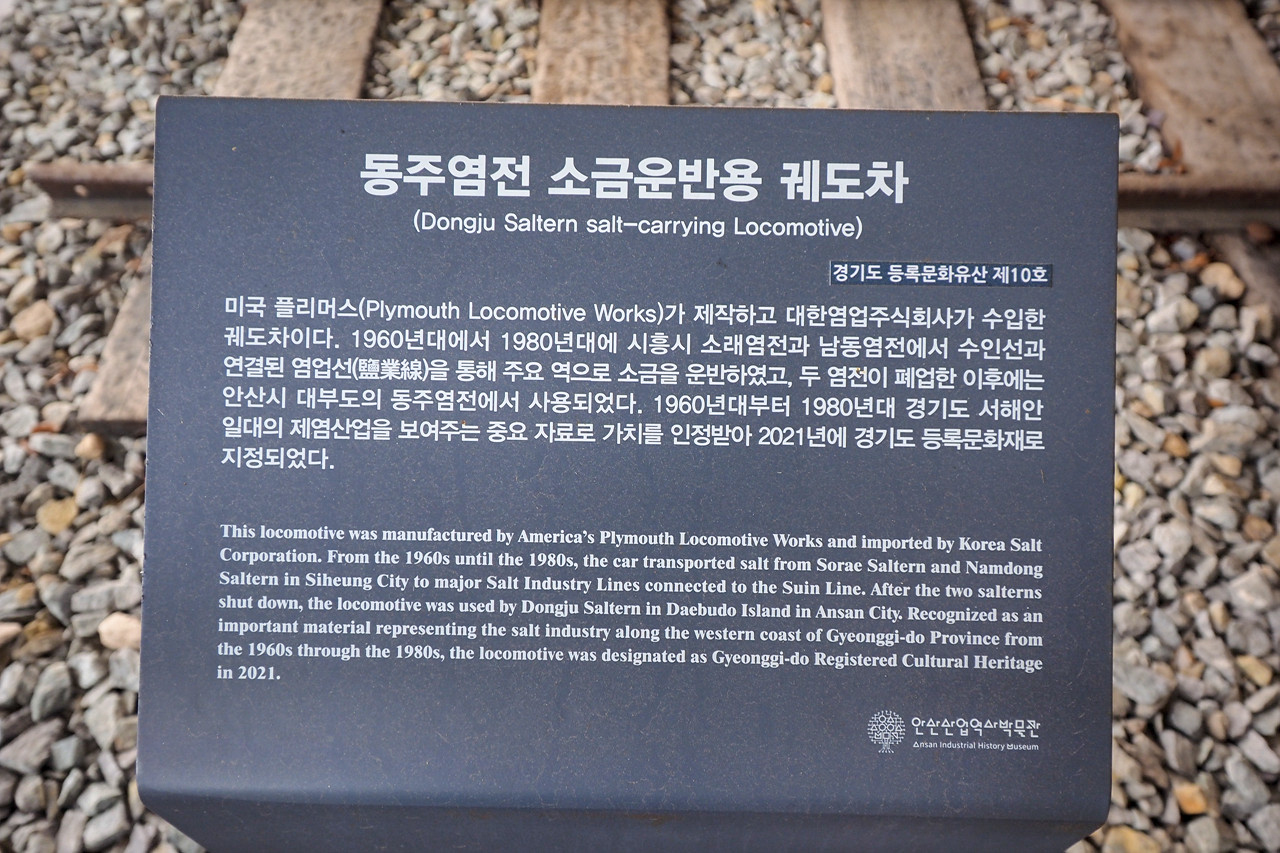 동주염전 소금운반용 궤도차
(Dongju Saltern salt-carrying Locomotive)
경기도 등록문화유산 제10호
미국 플리머스(Plymouth Locomotive Works)가 제작하고 대한염업주식회사가 수입한
궤도차이다. 1960년대에서 1980년대에 시흥시 소래염전과 남동염전에서 수인선과
연결된 염업선(鹽業線)을 통해 주요 역으로 소금을 운반하였고, 두 염전이 폐업한 이후에는
안산시 대부도의 동주염전에서 사용되었다. 1960년대부터 1980년대 경기도 서해안
일대의 제염산업을 보여주는 중요 자료로 가치를 인정받아 2021년에 경기도 등록문화재로
지정되었다.
This locomotive was manufactured by America's Plymouth Locomotive Works and imported by Korea Salt
Corporation. From the 1960s until the 1980s, the car transported salt from Sorae Saltern and Namdong
Saltern in Siheung City to major Salt Industry Lines connected to the Suin Line. After the two salterns
shut down, the locomotive was used by Dongju Saltern in Daebudo Island in Ansan City. Recognized as an
important material representing the salt industry along the western coast of Gyeonggi-do Province from
the 1960s through the 1980s, the locomotive was designated as Gyeonggi-do Registered Cultural Heritage
in 2021.
안산산업역사박물관
Ansan Industrial History Museum